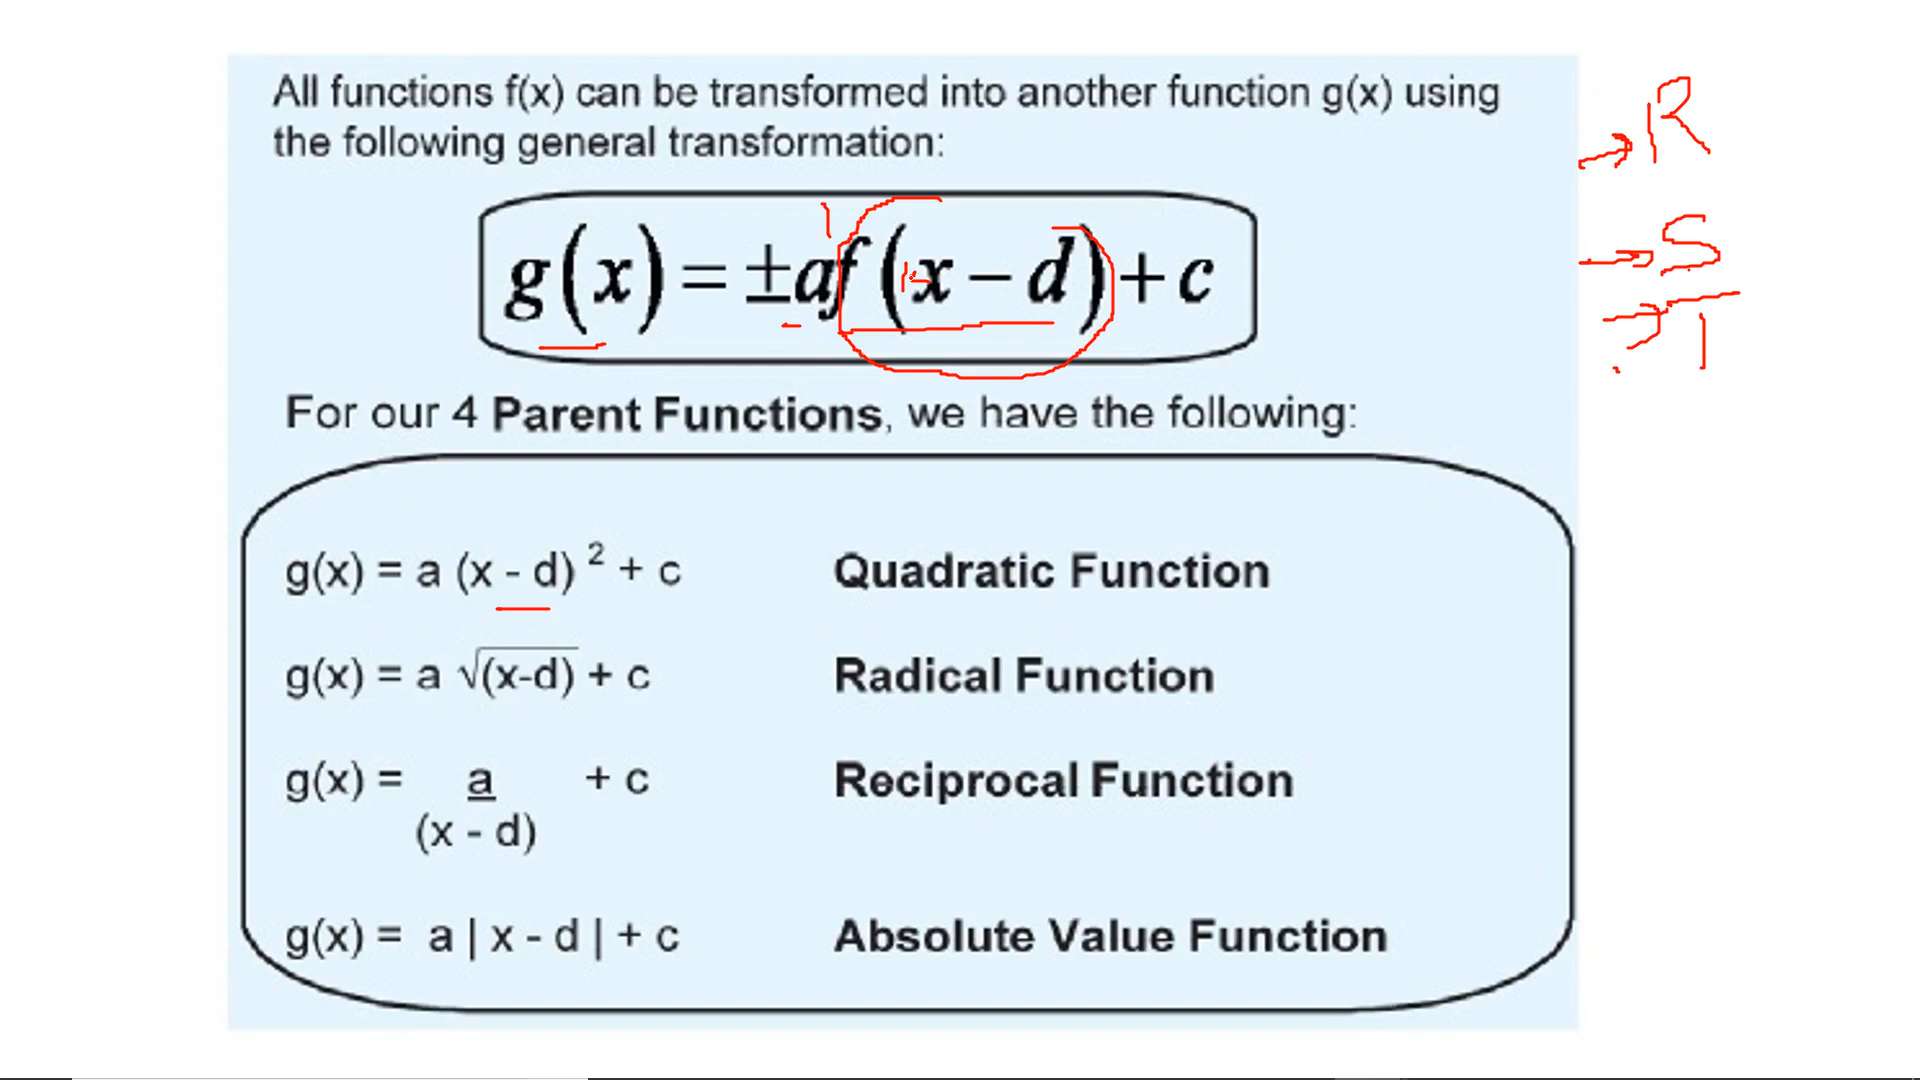 All functions f(x) can be transformed into another function g(x) using
the following general transformation:
g(x) = ±af(x − d) + c
For our 4 Parent Functions, we have the following:
g(x) = a (x - d)² + c Quadratic Function
g(x) = a √(x-d) + c Radical Function
g(x) = a + c Reciprocal Function
(x - d)
g(x) = a | x - d | + c Absolute Value Function
→R
→S
→T